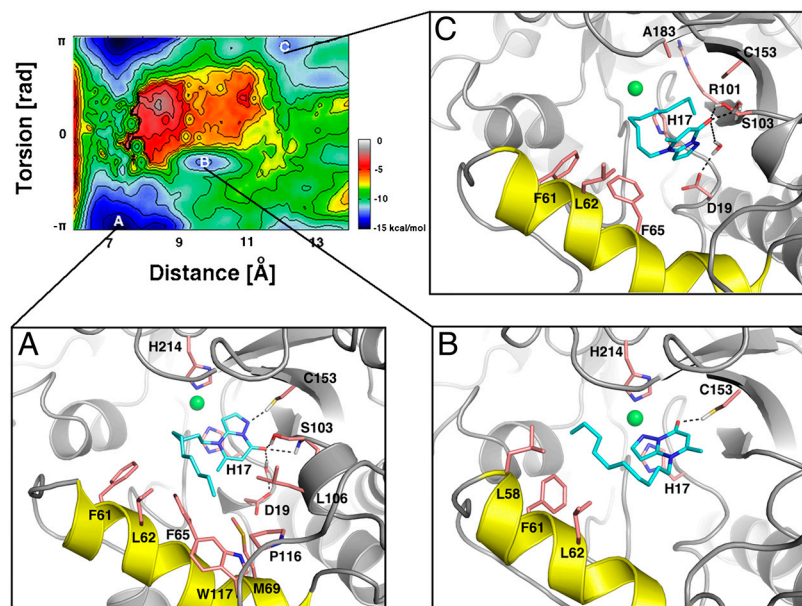 π
Torsion [rad]
0
-π
A
B
C
7
9
11
13
Distance [Å]
0
-5
-10
-15 kcal/mol
C
A183
C153
R101
H17
S103
D19
F61
L62
F65
A
H214
C153
S103
H17
L106
D19
F61
L62
F65
P116
W117
M69
B
H214
C153
L58
H17
F61
L62